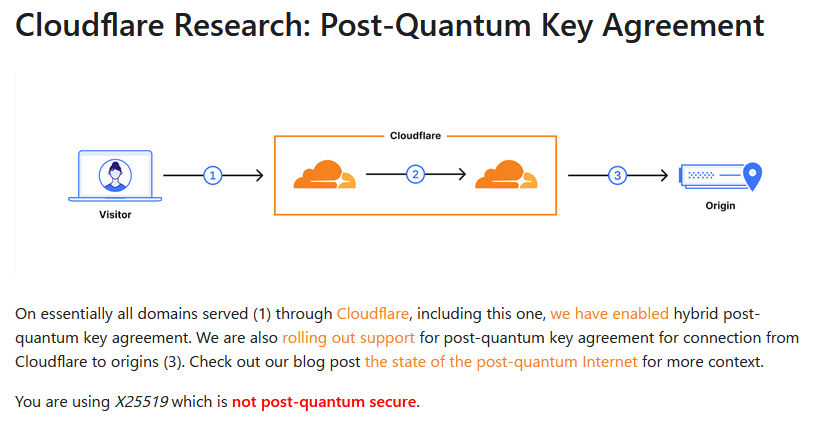 Cloudflare Research: Post-Quantum Key Agreement
Cloudflare
1
2
3
Visitor
Origin
On essentially all domains served (1) through Cloudflare, including this one, we have enabled hybrid post-
quantum key agreement. We are also rolling out support for post-quantum key agreement for connection from
Cloudflare to origins (3). Check out our blog post the state of the post-quantum Internet for more context.
You are using X25519 which is not post-quantum secure.